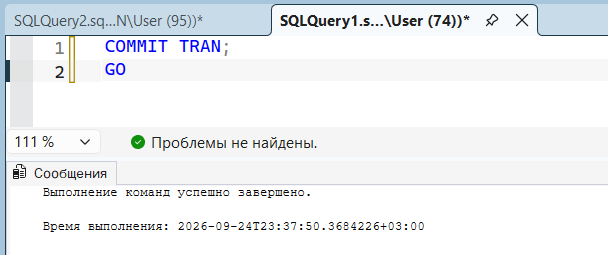 SQLQuery2.sq...N\User (95))*
SQLQuery1.s...\User (74))*
1 COMMIT TRAN;
2 GO
111 %
Проблемы не найдены.
Сообщения
Выполнение команд успешно завершено.
Время выполнения: 2026-09-24T23:37:50.3684226+03:00